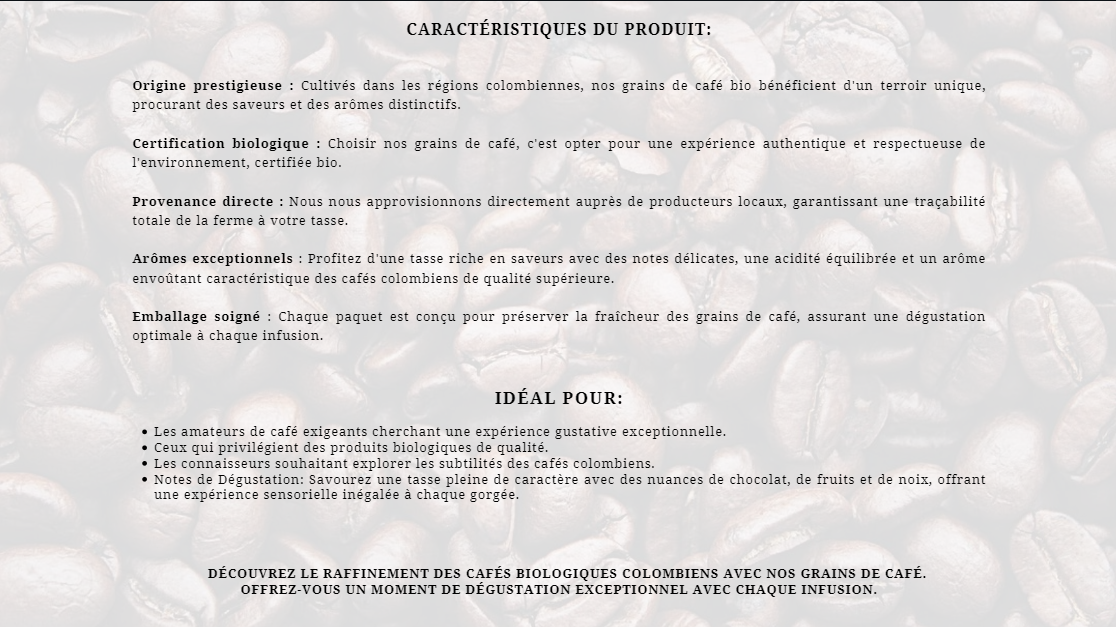 CARACTÉRISTIQUES DU PRODUIT:
Origine prestigieuse : Cultivés dans les régions colombiennes, nos grains de café bio bénéficient d'un terroir unique,
procurant des saveurs et des arômes distinctifs.
Certification biologique : Choisir nos grains de café, c'est opter pour une expérience authentique et respectueuse de
l'environnement, certifiée bio.
Provenance directe : Nous nous approvisionnons directement auprès de producteurs locaux, garantissant une traçabilité
totale de la ferme à votre tasse.
Arômes exceptionnels : Profitez d'une tasse riche en saveurs avec des notes délicates, une acidité équilibrée et un arôme
envoûtant caractéristique des cafés colombiens de qualité supérieure.
Emballage soigné : Chaque paquet est conçu pour préserver la fraîcheur des grains de café, assurant une dégustation
optimale à chaque infusion.
IDÉAL POUR:
• Les amateurs de café exigeants cherchant une expérience gustative exceptionnelle.
• Ceux qui privilégient des produits biologiques de qualité.
• Les connaisseurs souhaitant explorer les subtilités des cafés colombiens.
• Notes de Dégustation: Savourez une tasse pleine de caractère avec des nuances de chocolat, de fruits et de noix, offrant
une expérience sensorielle inégalée à chaque gorgée.
DÉCOUVREZ LE RAFFINEMENT DES CAFÉS BIOLOGIQUES COLOMBIENS AVEC NOS GRAINS DE CAFÉ.
OFFREZ-VOUS UN MOMENT DE DÉGUSTATION EXCEPTIONNEL AVEC CHAQUE INFUSION.